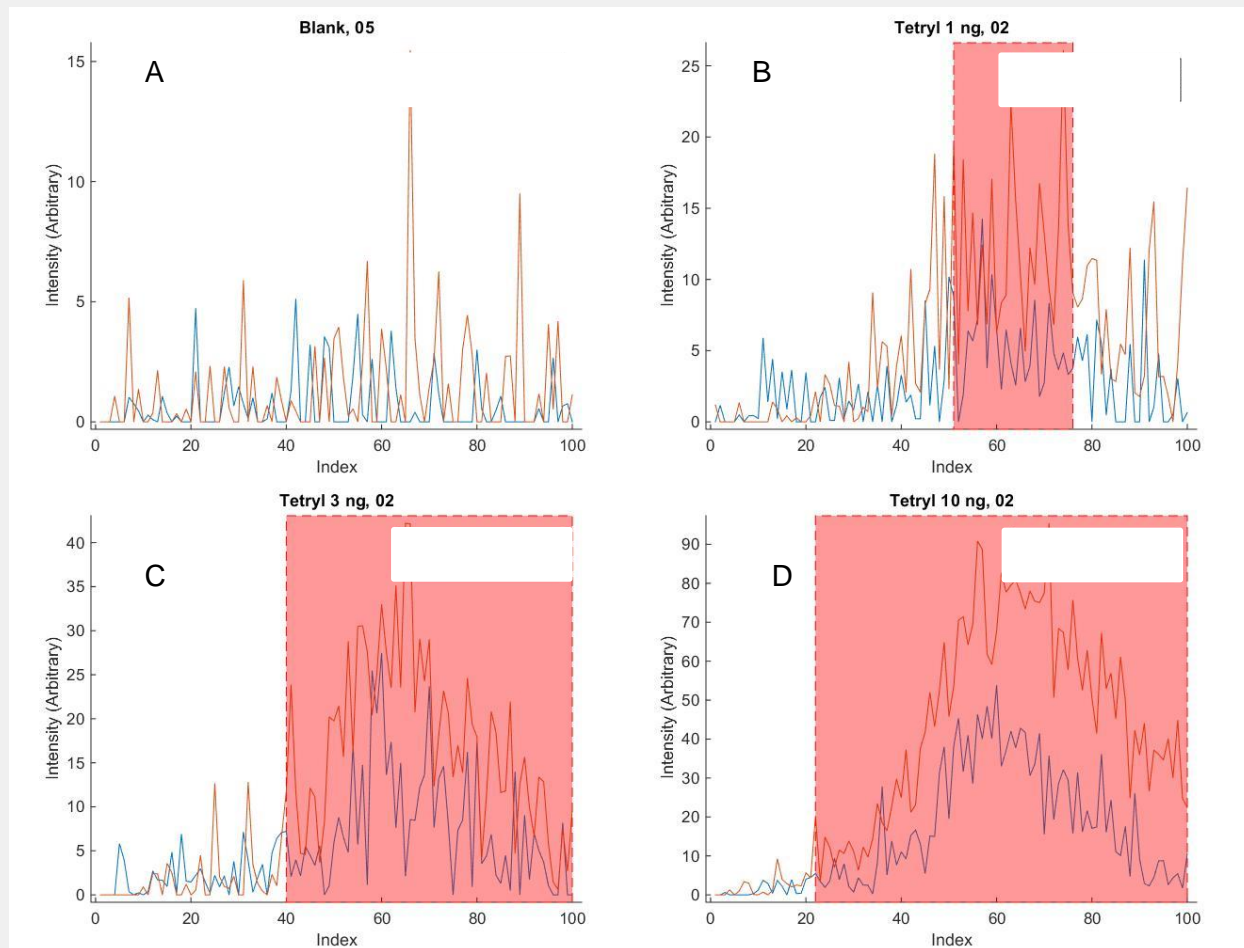 Blank, 05
A
15
10
5
0
Intensity (Arbitrary)
0 20 40 60 80 100
Index
Tetryl 1 ng, 02
B
25
20
15
10
5
0
Intensity (Arbitrary)
0 20 40 60 80 100
Index
Tetryl 3 ng, 02
C
40
35
30
25
20
15
10
5
0
Intensity (Arbitrary)
0 20 40 60 80 100
Index
Tetryl 10 ng, 02
D
90
80
70
60
50
40
30
20
10
0
Intensity (Arbitrary)
0 20 40 60 80 100
Index